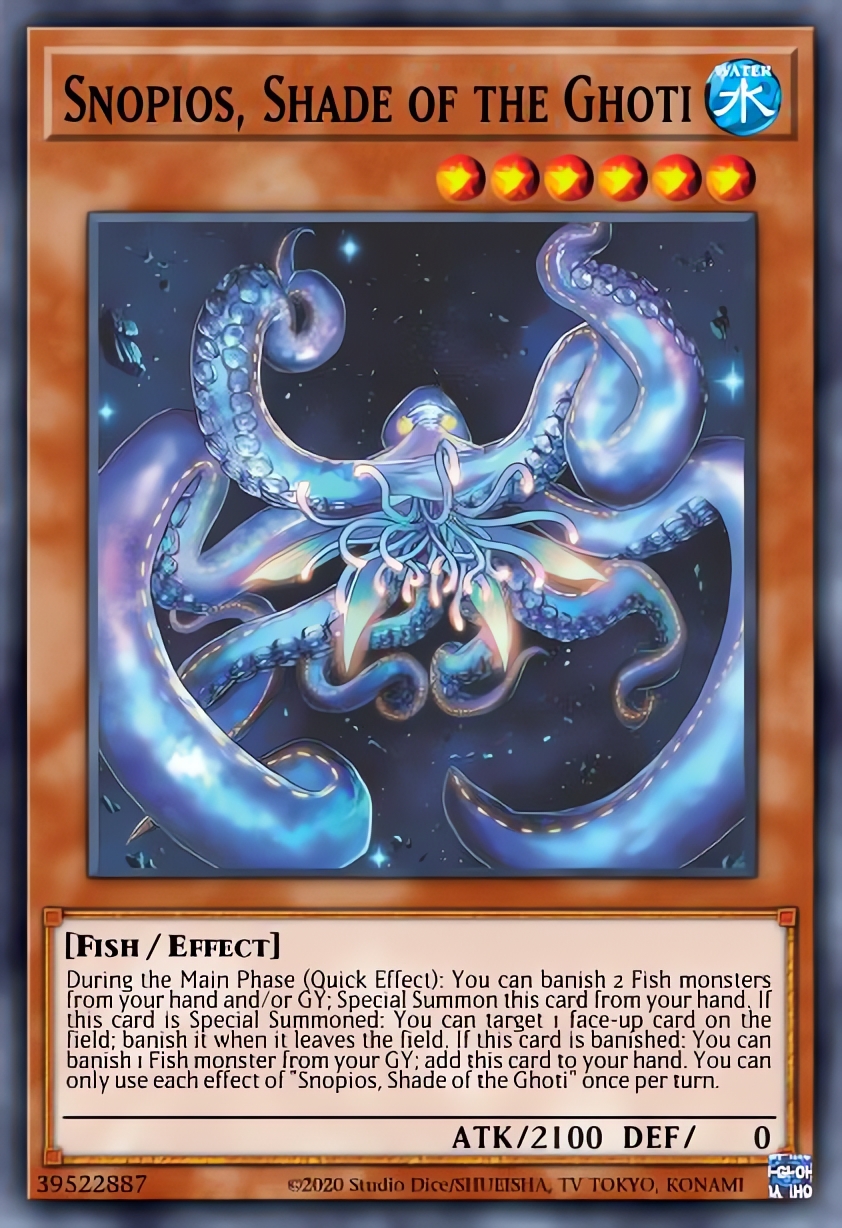 Snopios, Shade of the Ghoti
WATER
水
[Fish / Effect]
During the Main Phase (Quick Effect): You can banish 2 Fish monsters
from your hand and/or GY; Special Summon this card from your hand. If
this card is Special Summoned: You can target 1 face-up card on the
field; banish it when it leaves the field. If this card is banished: You can
banish 1 Fish monster from your GY; add this card to your hand. You can
only use each effect of "Snopios, Shade of the Ghoti" once per turn.
ATK/2100 DEF/ 0
39522887
©2020 Studio Dice/SHUEISHA, TV TOKYO, KONAMI